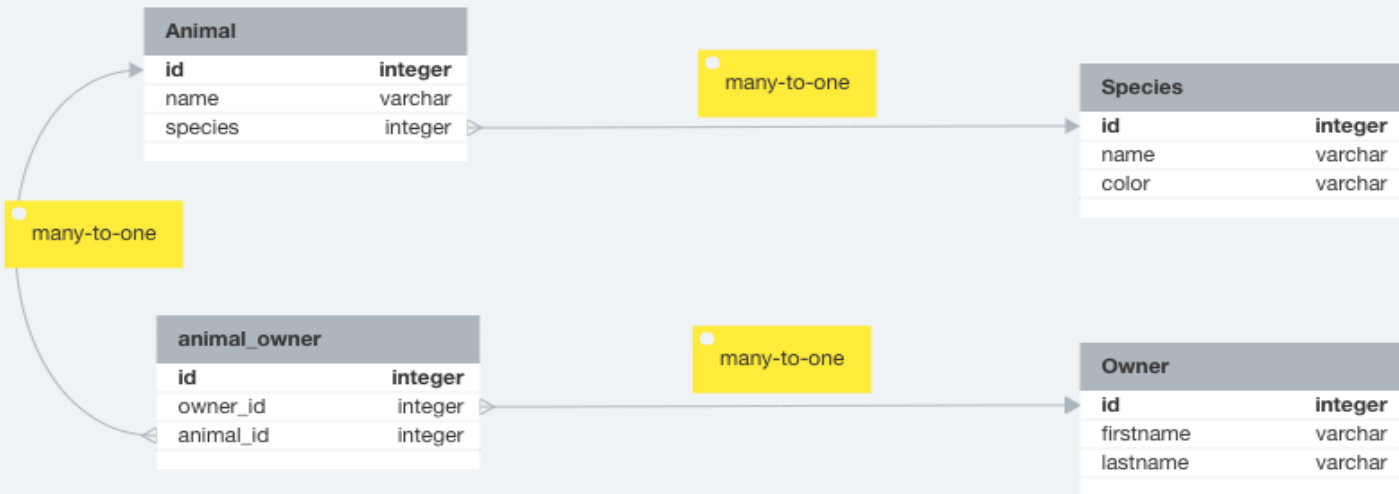 Animal
id integer
name varchar
species integer
many-to-one
Species
id integer
name varchar
color varchar
many-to-one
animal_owner
id integer
owner_id integer
animal_id integer
many-to-one
Owner
id integer
firstname varchar
lastname varchar